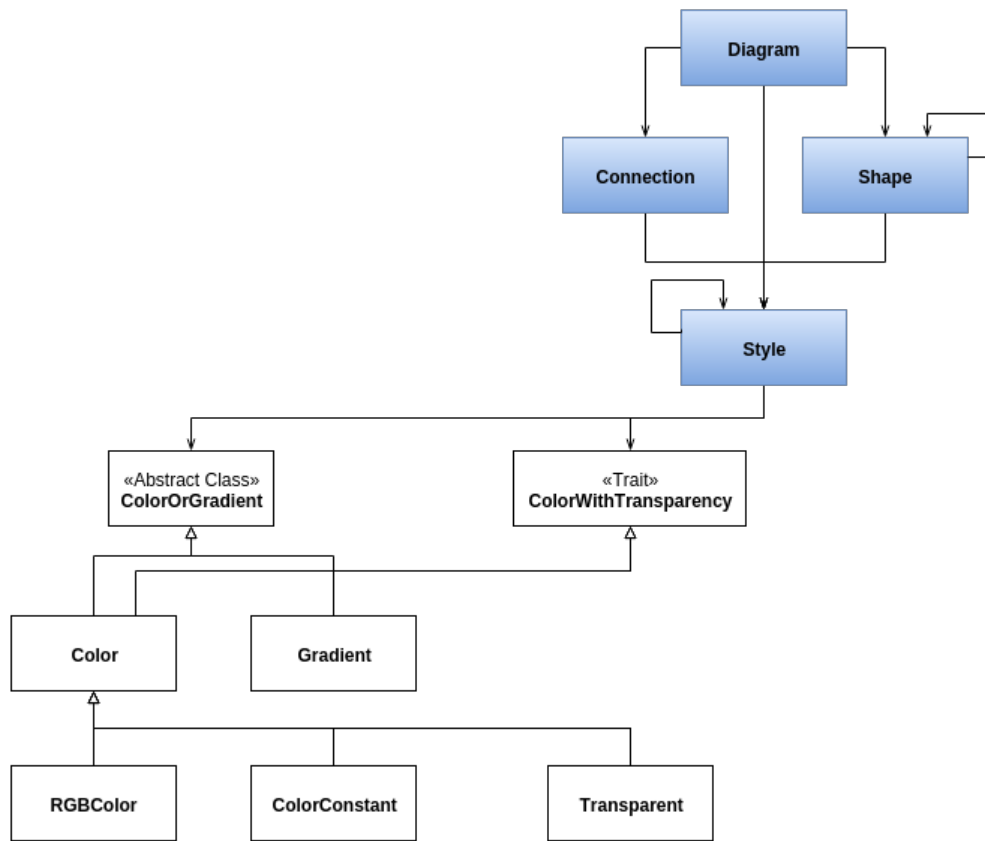 Diagram
Connection
Shape
Style
«Abstract Class»
ColorOrGradient
«Trait»
ColorWithTransparency
Color
Gradient
RGBColor
ColorConstant
Transparent